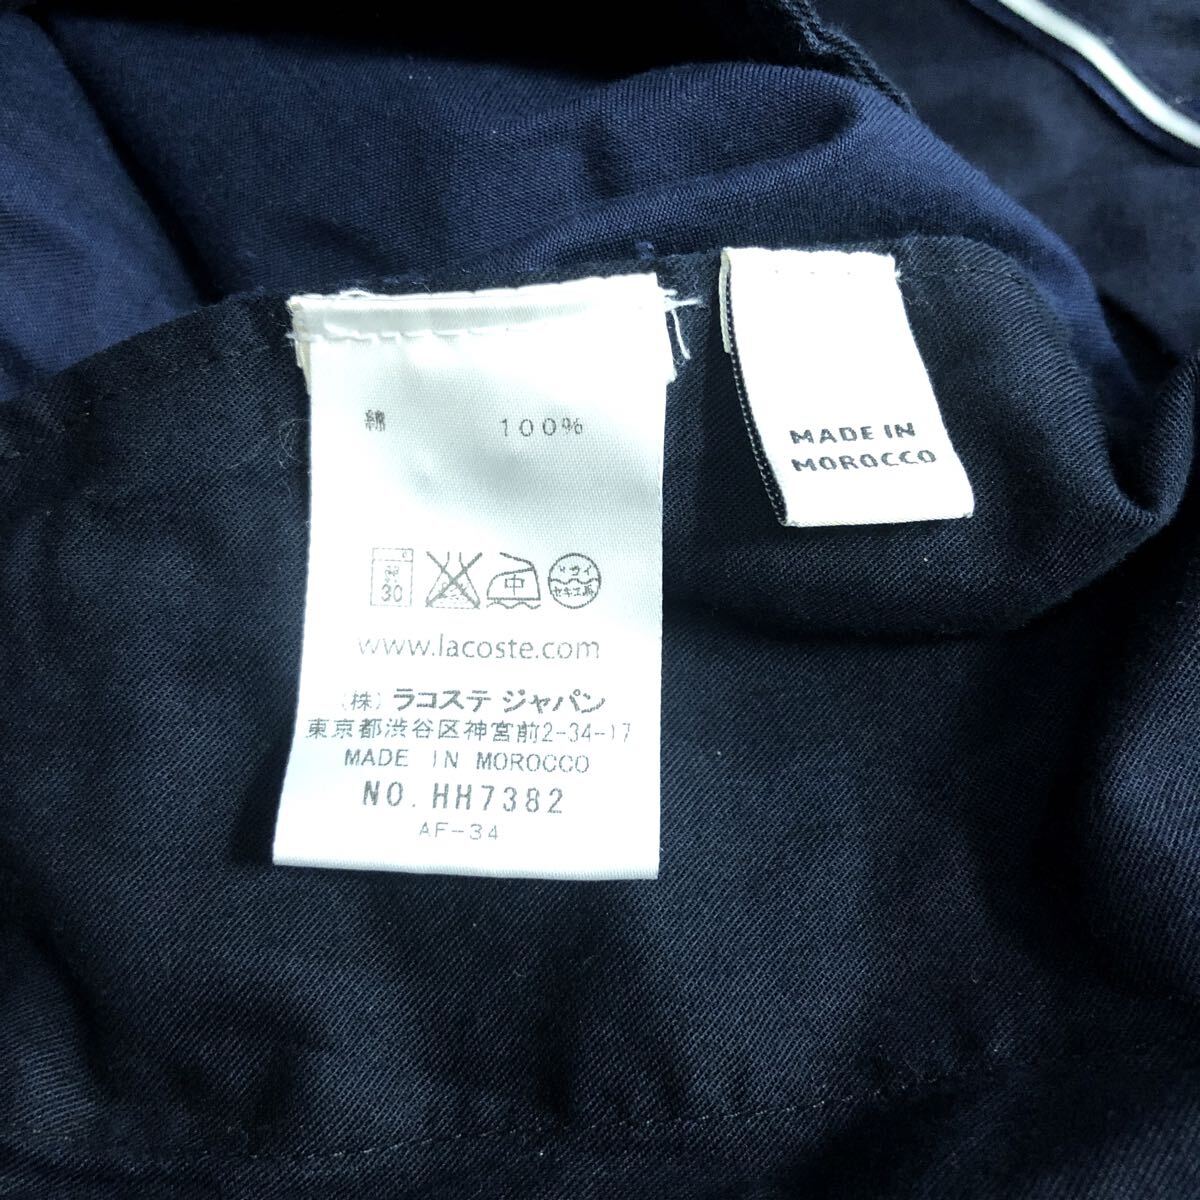 綿 100%
30 中 ドライ セキユ系
www.lacoste.com
(株) ラコステ ジャパン
東京都渋谷区神宮前2-34-17
MADE IN MOROCCO
NO. HH7382
AF-34
MADE IN
MOROCCO